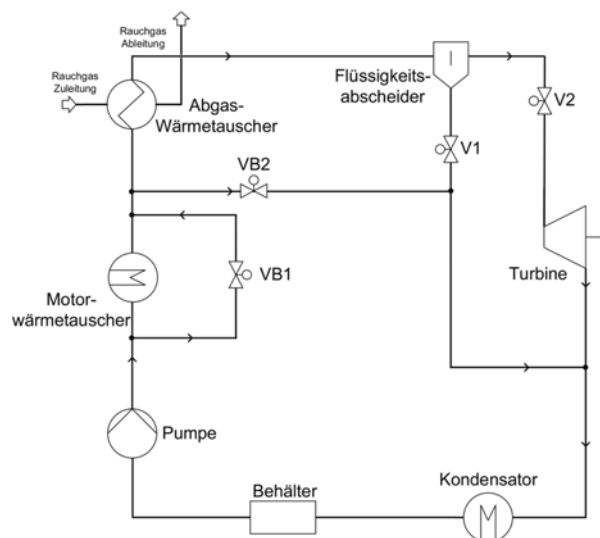 Rauchgas
Ableitung
Rauchgas
Zuleitung
Abgas-
Wärmetauscher
Flüssigkeits-
abscheider
V2
V1
VB2
VB1
Motor-
wärmetauscher
Turbine
Pumpe
Behälter
Kondensator